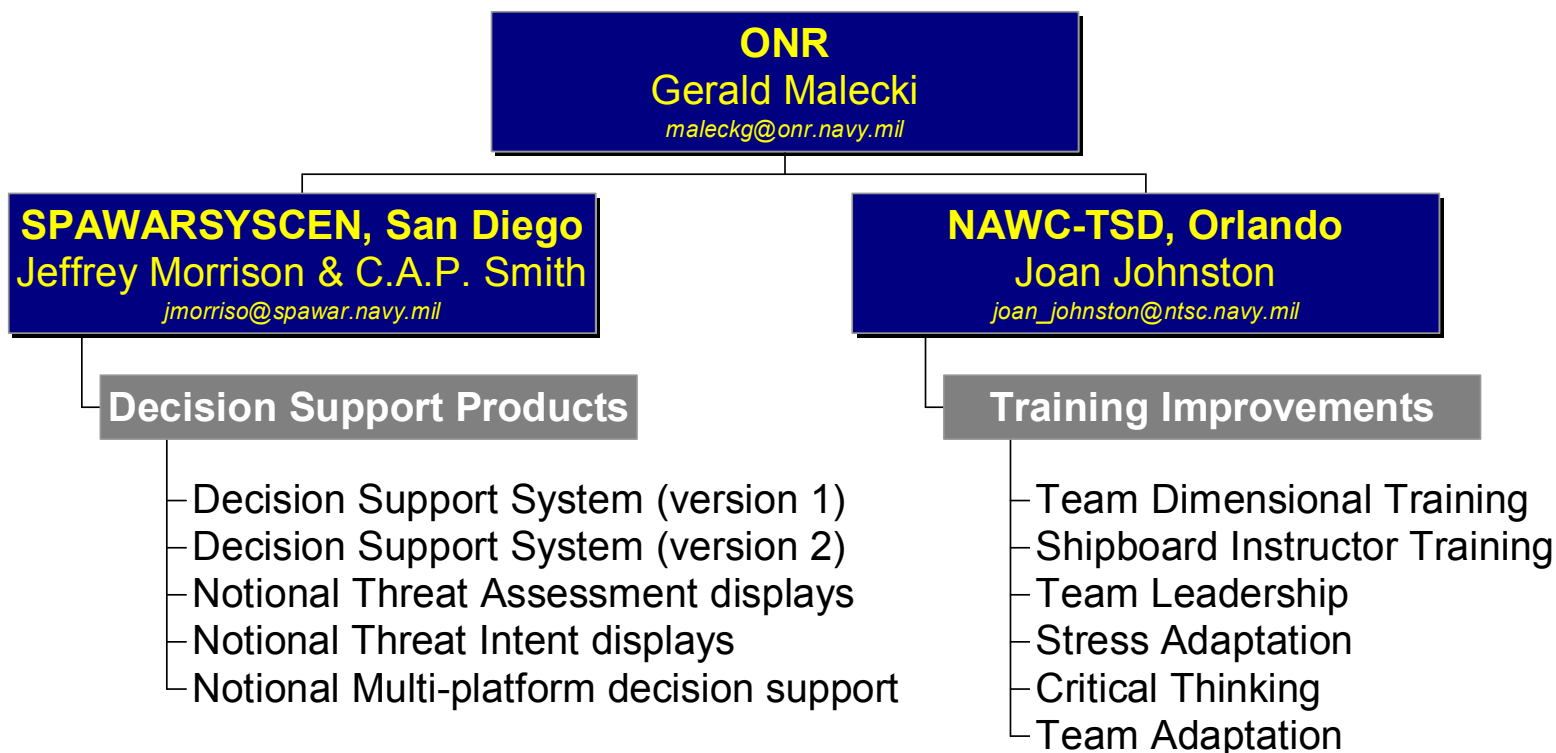 ONR
Gerald Malecki
maleckg@onr.navy.mil
SPAWARSYSCEN, San Diego
Jeffrey Morrison & C.A.P. Smith
jmorriso@spawar.navy.mil
Decision Support Products
Decision Support System (version 1)
Decision Support System (version 2)
Notional Threat Assessment displays
Notional Threat Intent displays
Notional Multi-platform decision support
NAWC-TSD, Orlando
Joan Johnston
joan_johnston@ntsc.navy.mil
Training Improvements
Team Dimensional Training
Shipboard Instructor Training
Team Leadership
Stress Adaptation
Critical Thinking
Team Adaptation